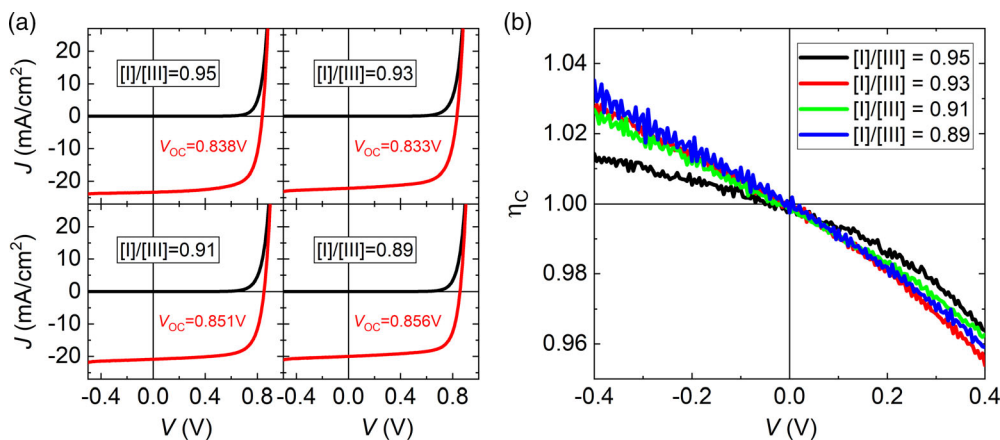 (a)
J (mA/cm²)
20
10
0
-10
-20
[I]/[III]=0.95
V_OC=0.838V
[I]/[III]=0.93
V_OC=0.833V
J (mA/cm²)
20
10
0
-10
-20
[I]/[III]=0.91
V_OC=0.851V
[I]/[III]=0.89
V_OC=0.856V
-0.4 0.0 0.4 0.8 -0.4 0.0 0.4 0.8
V (V) V (V)
(b)
η_C
1.04
1.02
1.00
0.98
0.96
[I]/[III] = 0.95
[I]/[III] = 0.93
[I]/[III] = 0.91
[I]/[III] = 0.89
-0.4 -0.2 0.0 0.2 0.4
V (V)